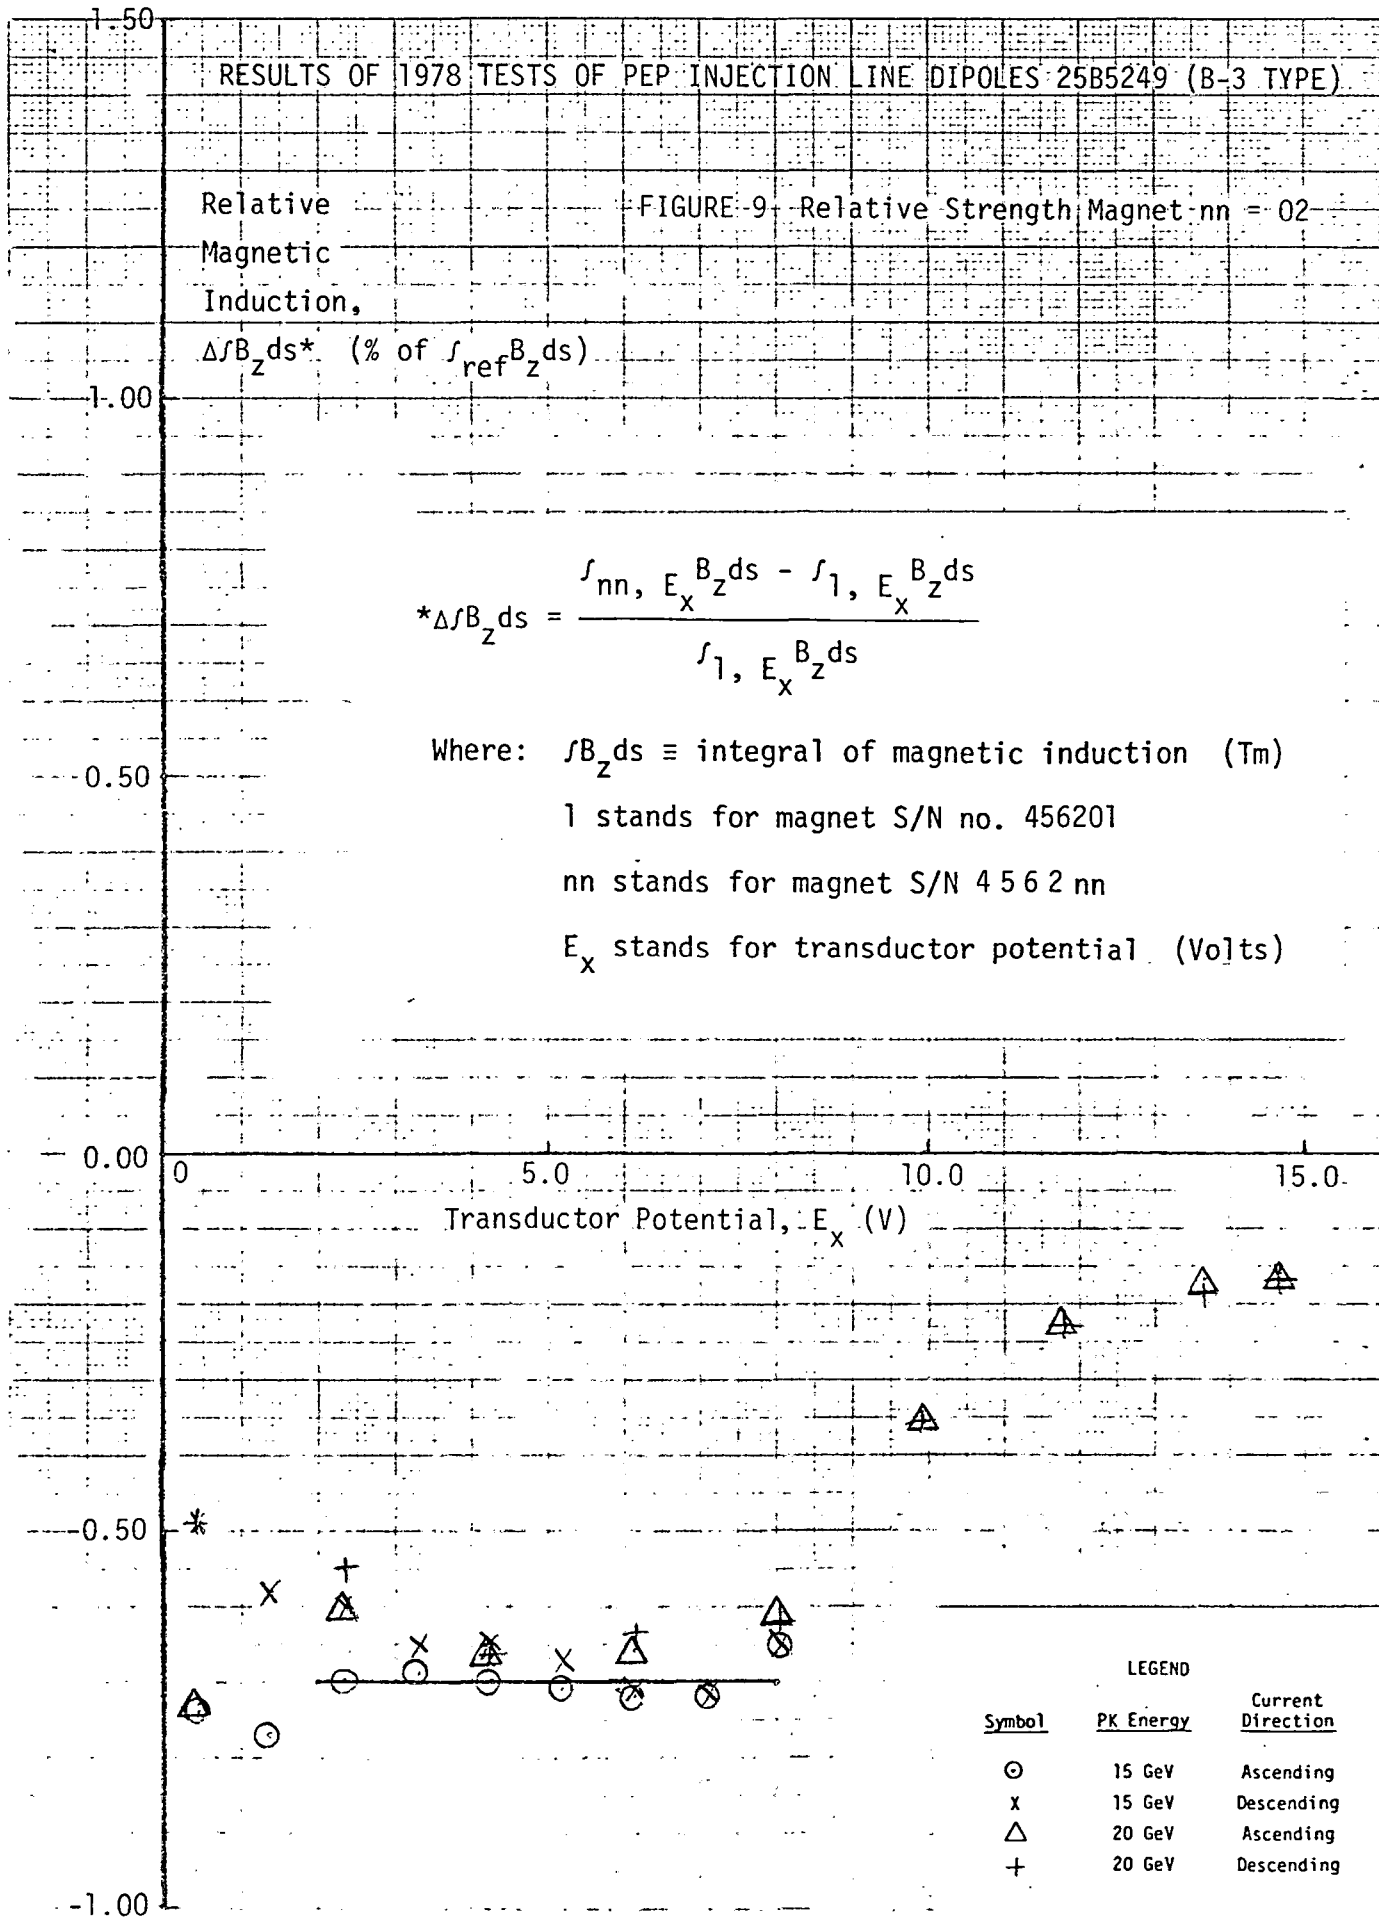 1.50
RESULTS OF 1978 TESTS OF PEP INJECTION LINE DIPOLES 25B5249 (B-3 TYPE)
Relative
Magnetic
Induction,
Δ∫B_z ds* (% of ∫_ref B_z ds)
FIGURE 9 Relative Strength Magnet nn = 02
1.00
*Δ∫B_z ds = (∫_nn, E_x B_z ds - ∫_1, E_x B_z ds) / (∫_1, E_x B_z ds)
0.50
Where: ∫B_z ds ≡ integral of magnetic induction (Tm)
1 stands for magnet S/N no. 456201
nn stands for magnet S/N 4 5 6 2 nn
E_x stands for transductor potential (Volts)
0.00
0 5.0 10.0 15.0
Transductor Potential, E_x (V)
-0.50
LEGEND
Symbol PK Energy Current Direction
⊙ 15 GeV Ascending
x 15 GeV Descending
△ 20 GeV Ascending
+ 20 GeV Descending
-1.00